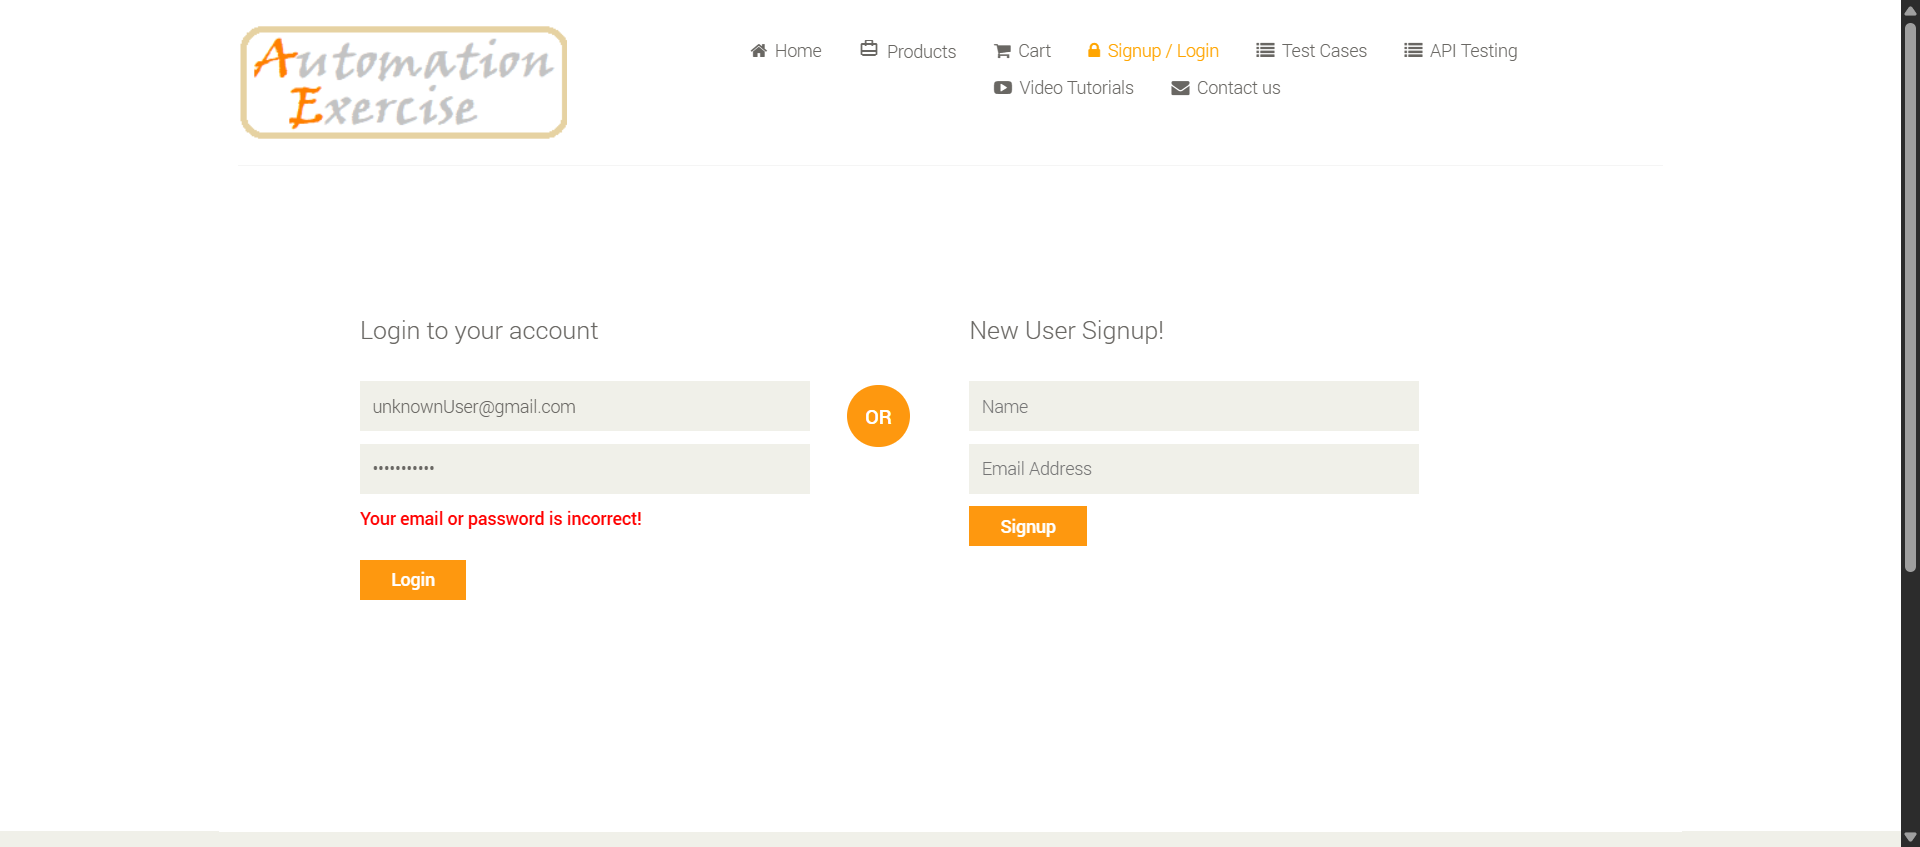 Automation
Exercise
Home
Products
Cart
Signup / Login
Test Cases
API Testing
Video Tutorials
Contact us
Login to your account
New User Signup!
unknownUser@gmail.com
•••••••••••
Your email or password is incorrect!
Login
OR
Name
Email Address
Signup